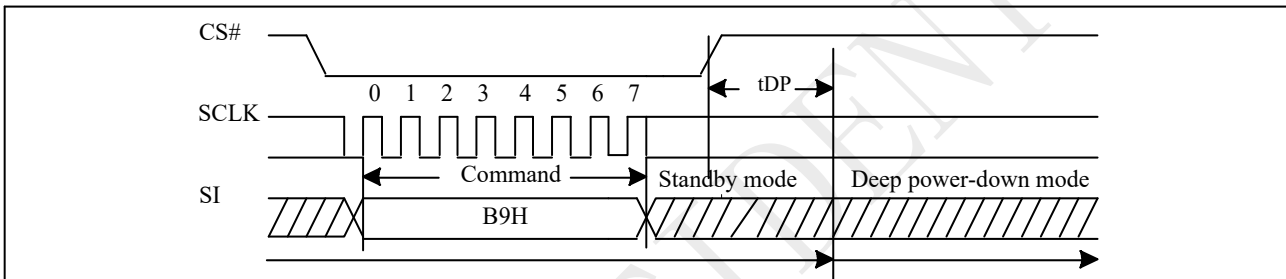 CS#
tDP
0 1 2 3 4 5 6 7
SCLK
Command
Standby mode
Deep power-down mode
SI
B9H